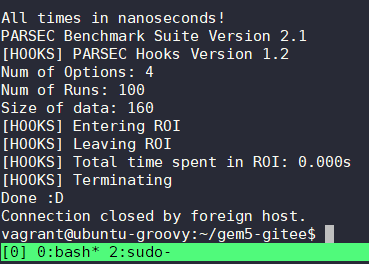 All times in nanoseconds!
PARSEC Benchmark Suite Version 2.1
[HOOKS] PARSEC Hooks Version 1.2
Num of Options: 4
Num of Runs: 100
Size of data: 160
[HOOKS] Entering ROI
[HOOKS] Leaving ROI
[HOOKS] Total time spent in ROI: 0.000s
[HOOKS] Terminating
Done :D
Connection closed by foreign host.
vagrant@ubuntu-groovy:~/gem5-gitee$
[0] 0:bash* 2:sudo-